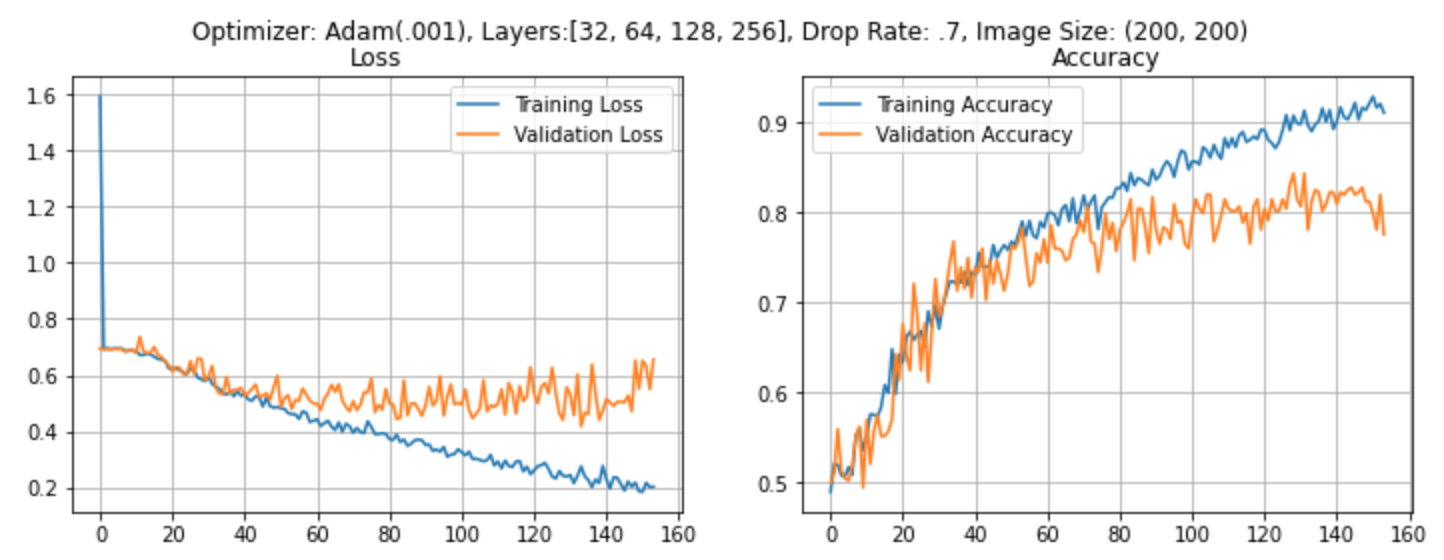 Optimizer: Adam(.001), Layers:[32, 64, 128, 256], Drop Rate: .7, Image Size: (200, 200)
Loss
1.6
1.4
1.2
1.0
0.8
0.6
0.4
0.2
Training Loss
Validation Loss
0 20 40 60 80 100 120 140 160
Accuracy
0.9
0.8
0.7
0.6
0.5
Training Accuracy
Validation Accuracy
0 20 40 60 80 100 120 140 160